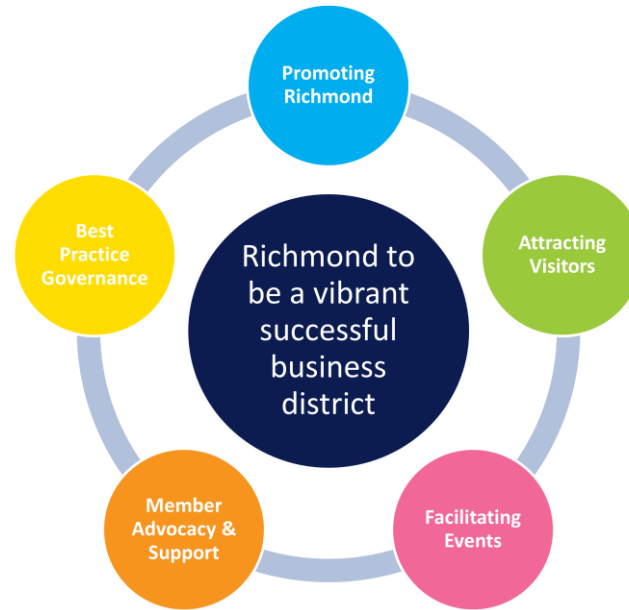 Promoting
Richmond
Attracting
Visitors
Facilitating
Events
Member
Advocacy &
Support
Best
Practice
Governance
Richmond to
be a vibrant
successful
business
district